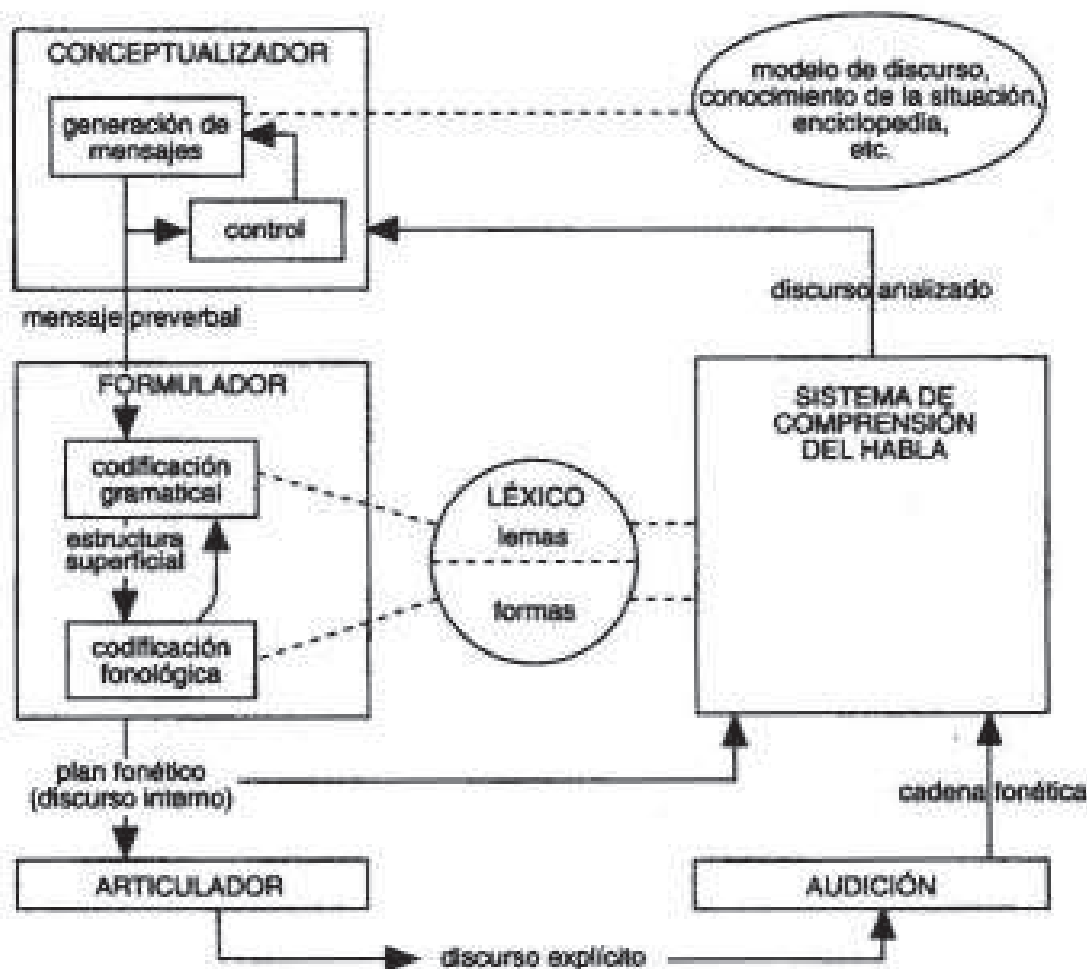 CONCEPTUALIZADOR
generación de
mensajes
control
modelo de discurso,
conocimiento de la situación,
enciclopedia,
etc.
mensaje preverbal
discurso analizado
FORMULADOR
codificación
gramatical
estructura
superficial
codificación
fonológica
LÉXICO
lemas
formas
SISTEMA DE
COMPRENSIÓN
DEL HABLA
plan fonético
(discurso interno)
cadena fonética
ARTICULADOR
AUDICIÓN
discurso explícito